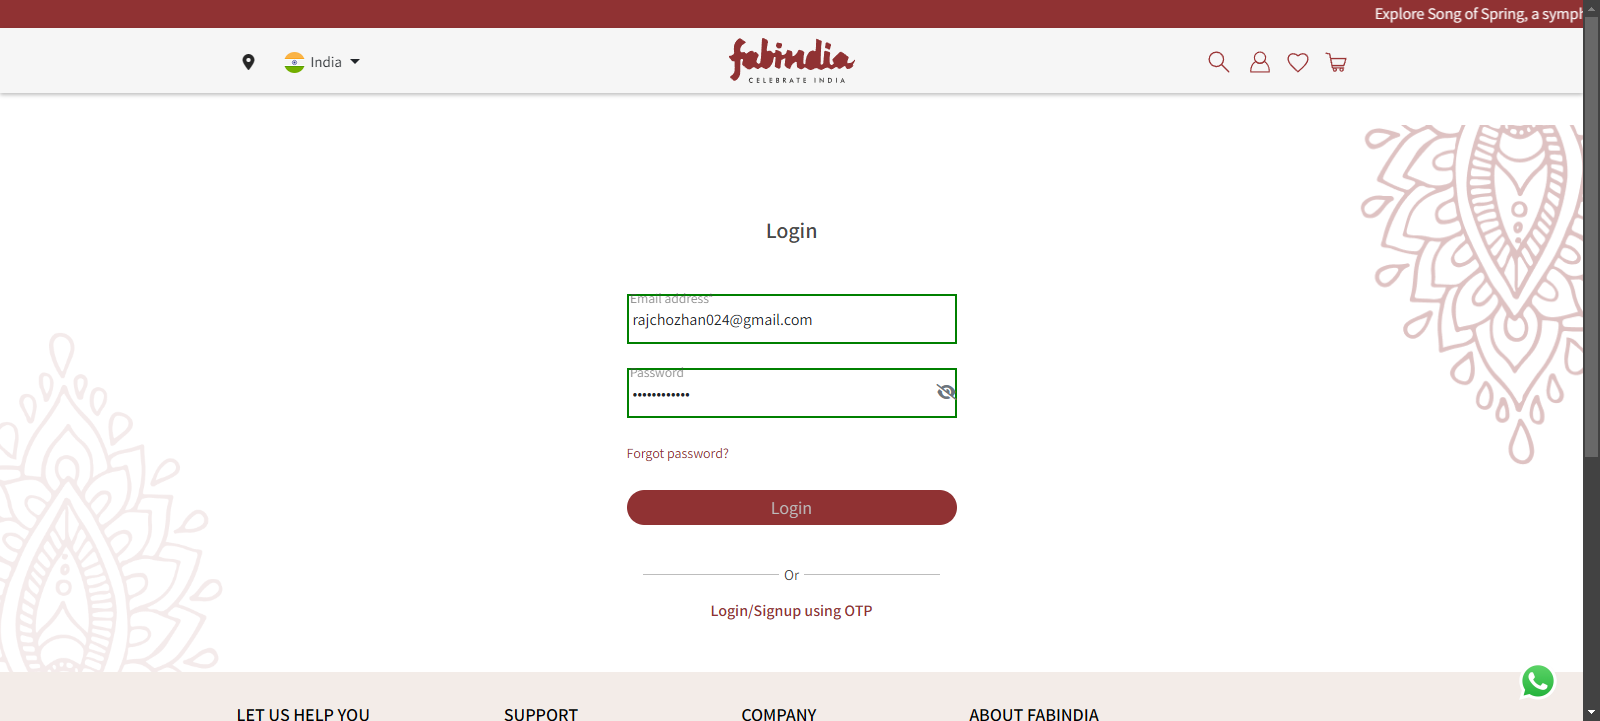 Explore Song of Spring, a symph
India
fabindia
CELEBRATE INDIA
Login
Email address*
rajchozhan024@gmail.com
Password
Forgot password?
Login
Or
Login/Signup using OTP
LET US HELP YOU
SUPPORT
COMPANY
ABOUT FABINDIA